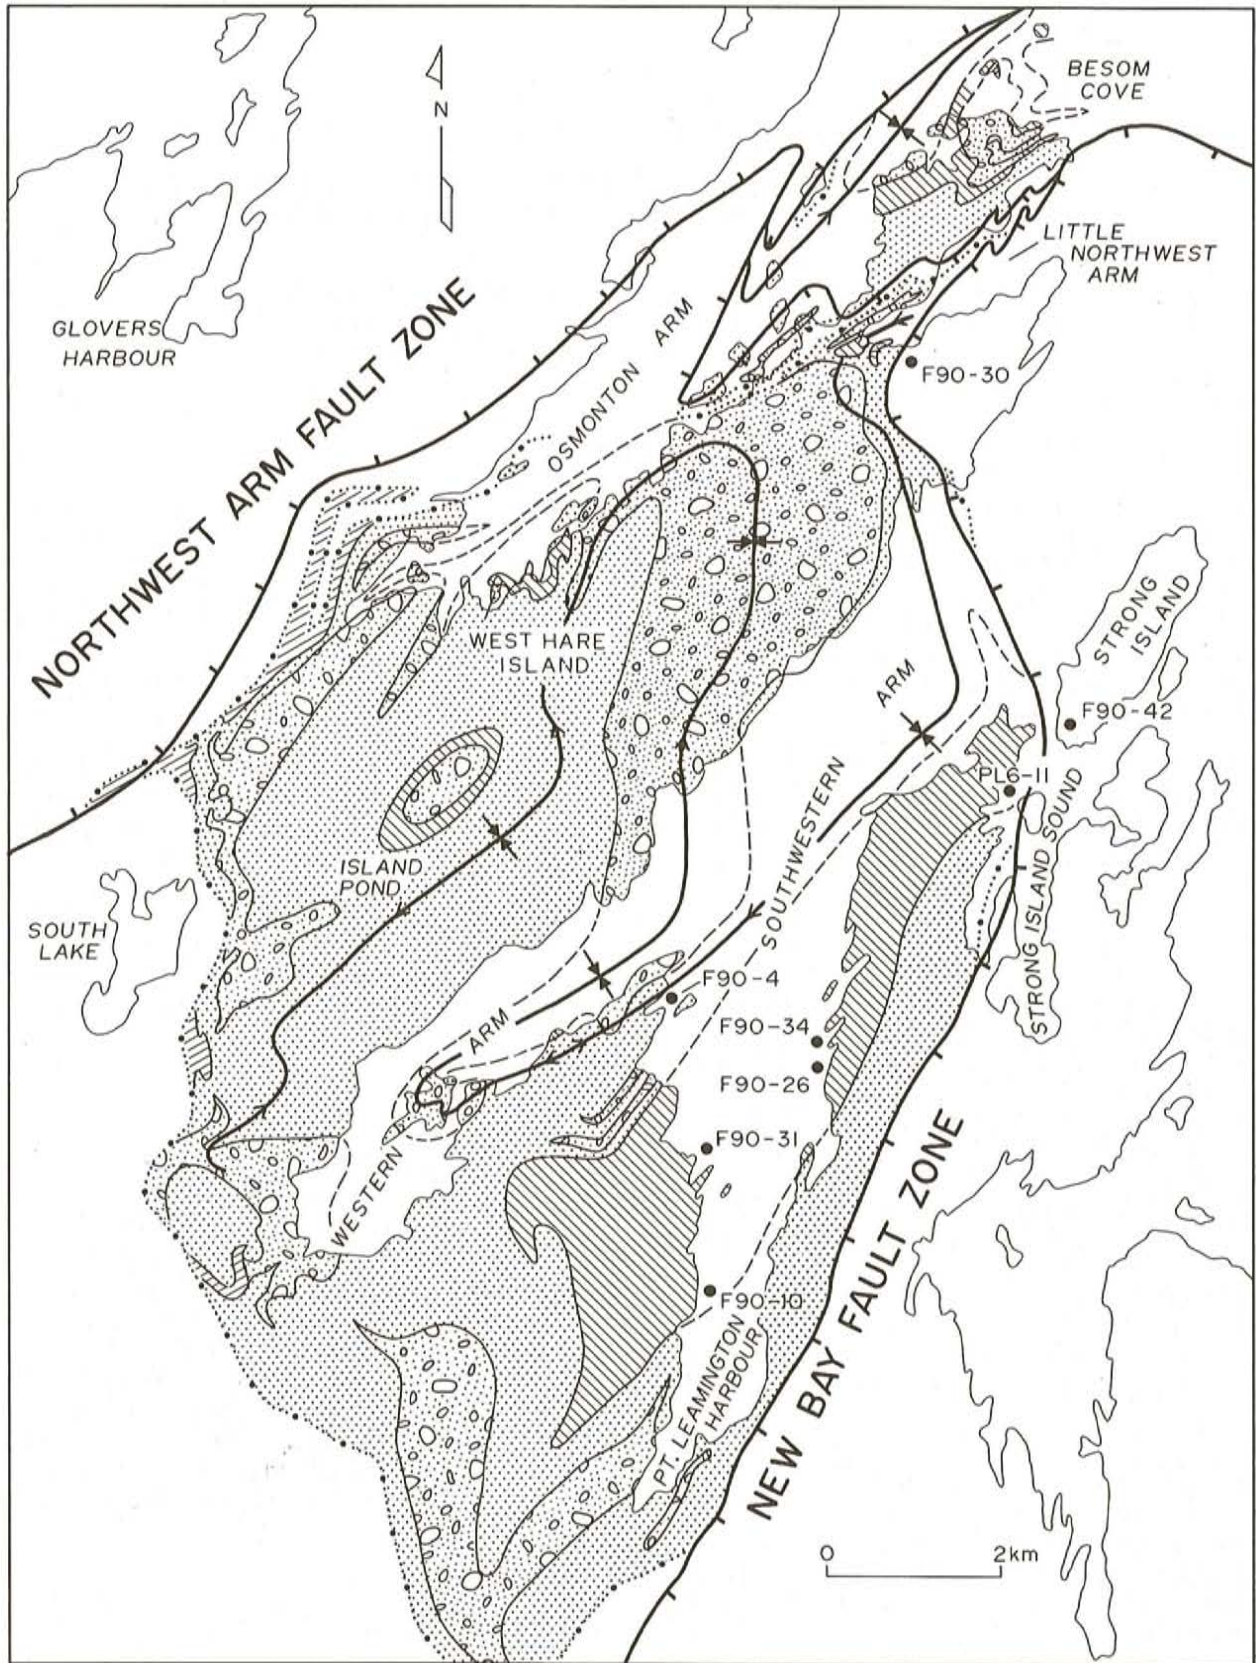 N
BESOM
COVE
LITTLE
NORTHWEST
ARM
GLOVERS
HARBOUR
NORTHWEST ARM FAULT ZONE
OSMONTON ARM
F90-30
STRONG
ISLAND
WEST HARE
ISLAND
F90-42
PL6-11
SOUTHWESTERN ARM
STRONG ISLAND SOUND
ISLAND
POND
SOUTH
LAKE
F90-4
F90-34
F90-26
F90-31
WESTERN ARM
F90-10
PT. LEAMINGTON
HARBOUR
NEW BAY FAULT ZONE
0 2km